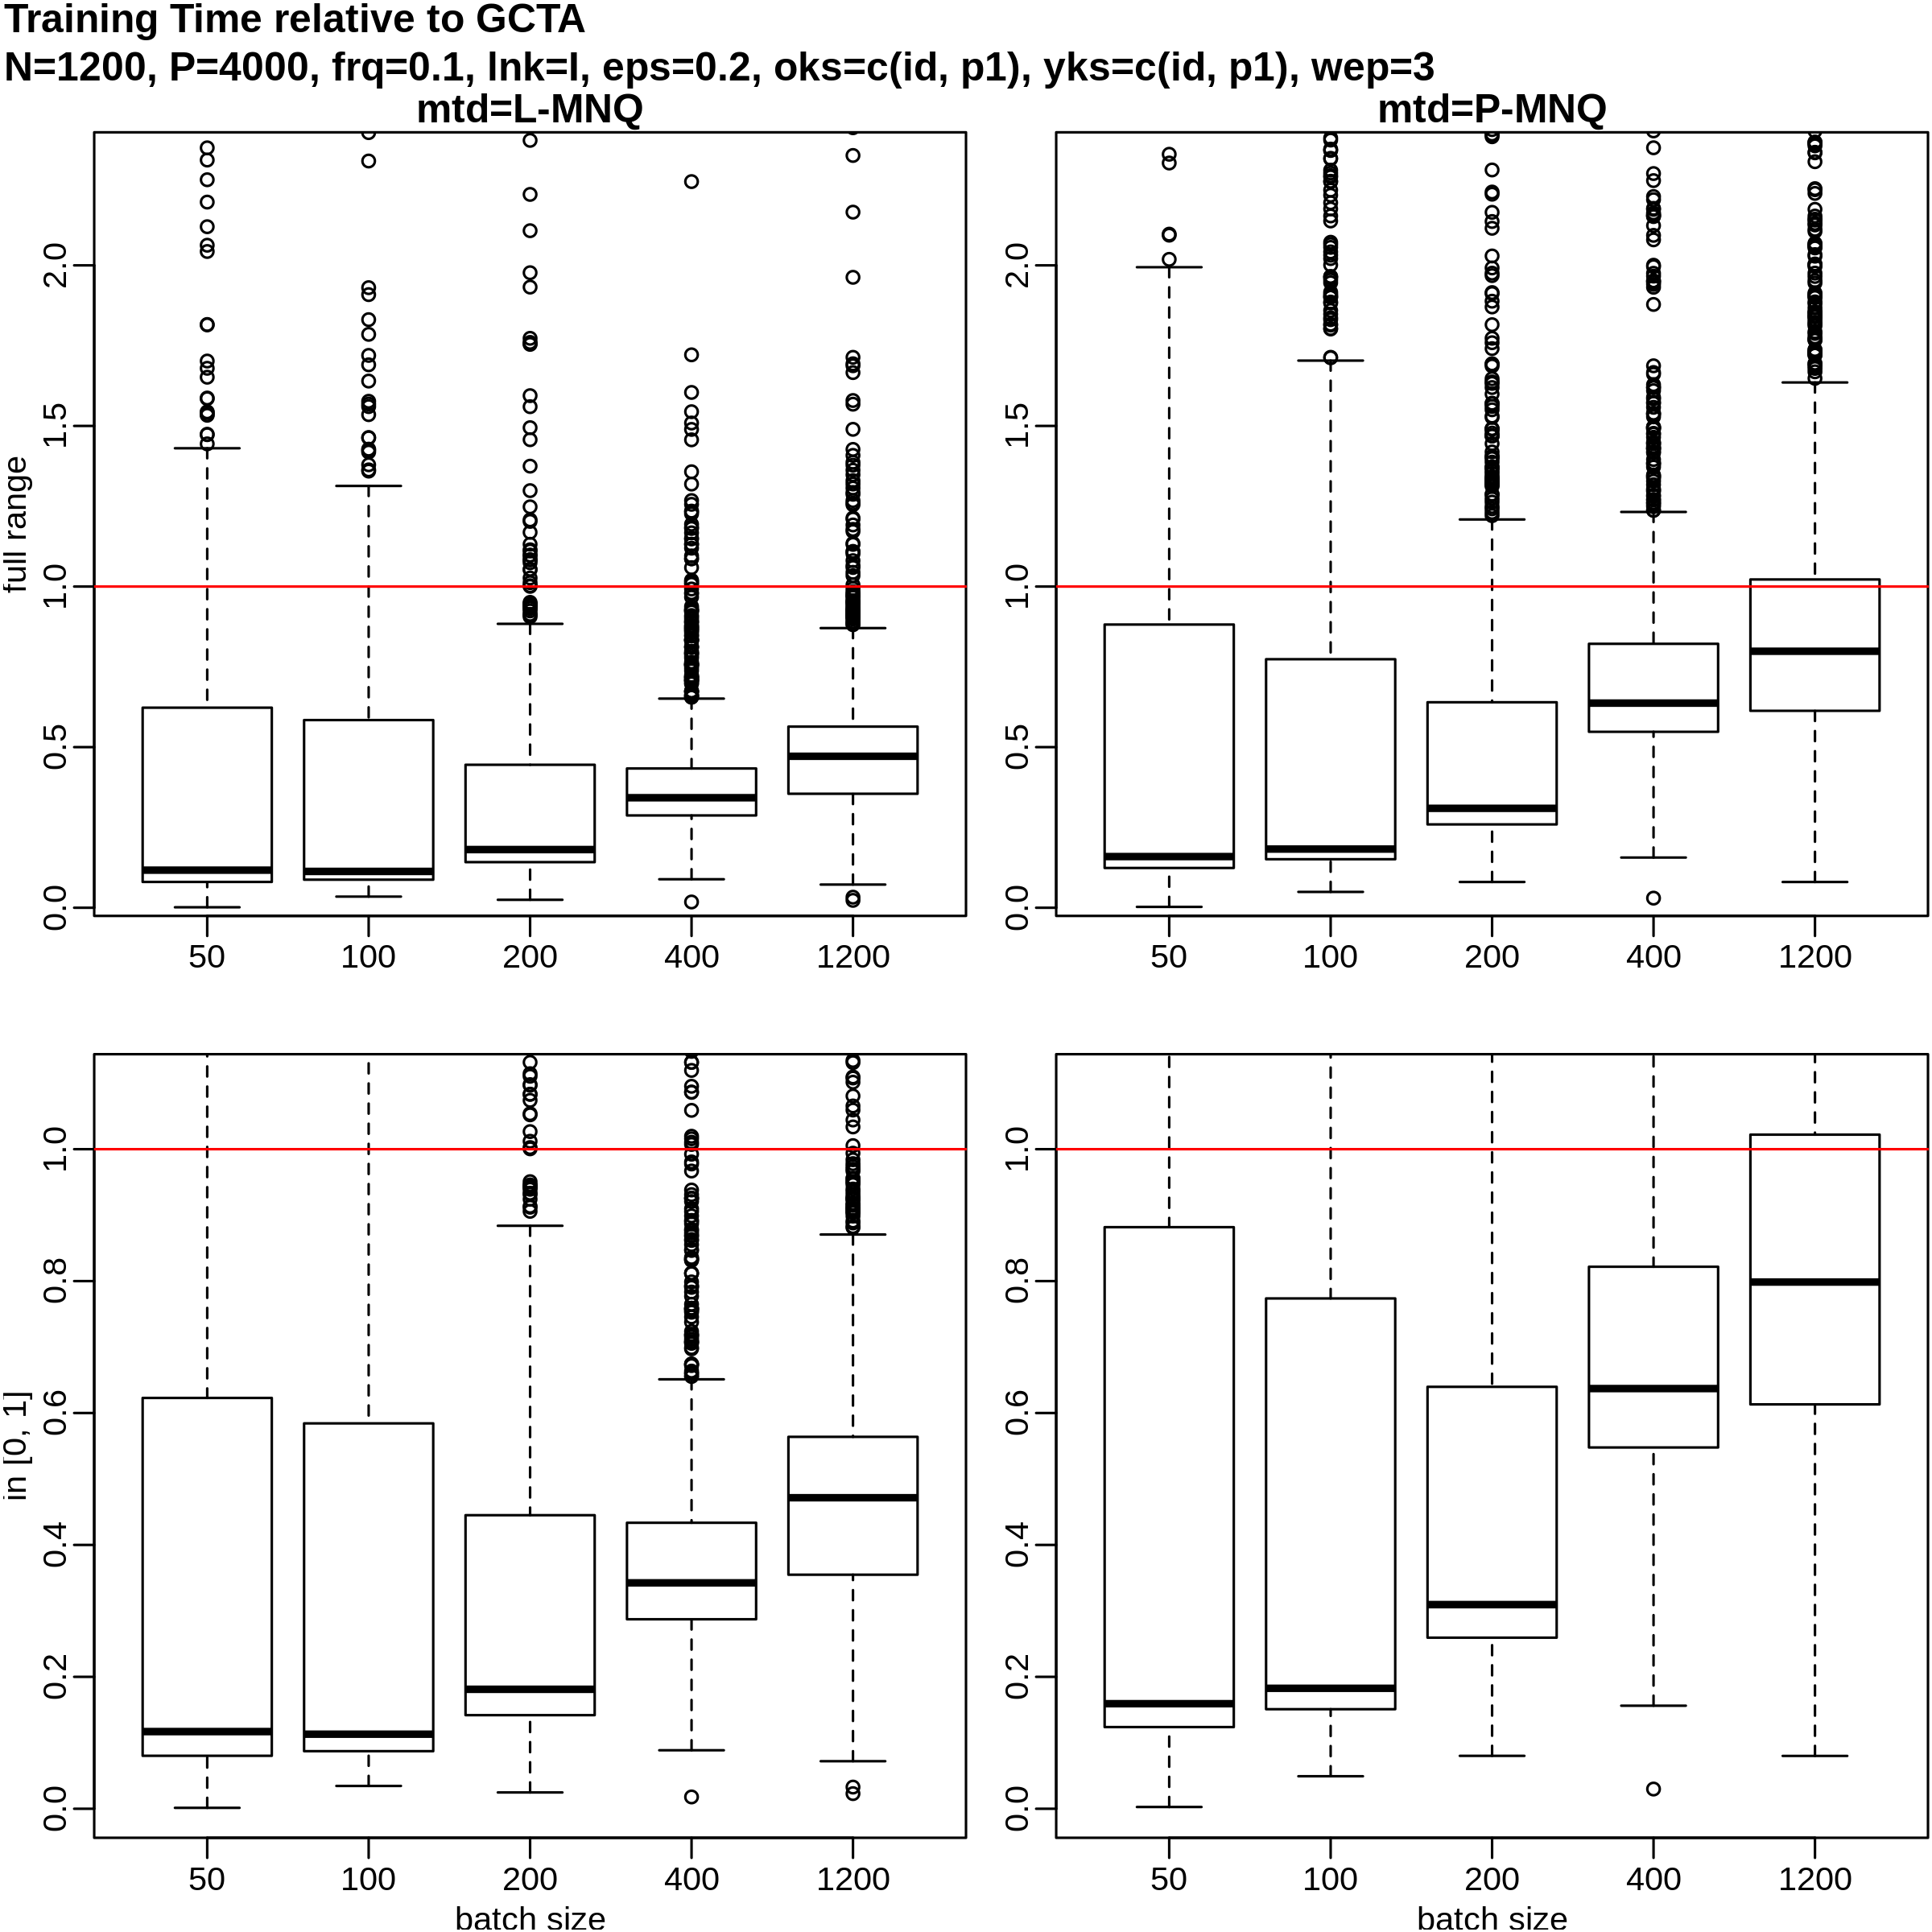 Training Time relative to GCTA
N=1200, P=4000, frq=0.1, lnk=I, eps=0.2, oks=c(id, p1), yks=c(id, p1), wep=3
mtd=L-MNQ
mtd=P-MNQ
full range
2.0
1.5
1.0
0.5
0.0
2.0
1.5
1.0
0.5
0.0
50 100 200 400 1200
50 100 200 400 1200
in [0, 1]
1.0
0.8
0.6
0.4
0.2
0.0
1.0
0.8
0.6
0.4
0.2
0.0
50 100 200 400 1200
50 100 200 400 1200
batch size
batch size